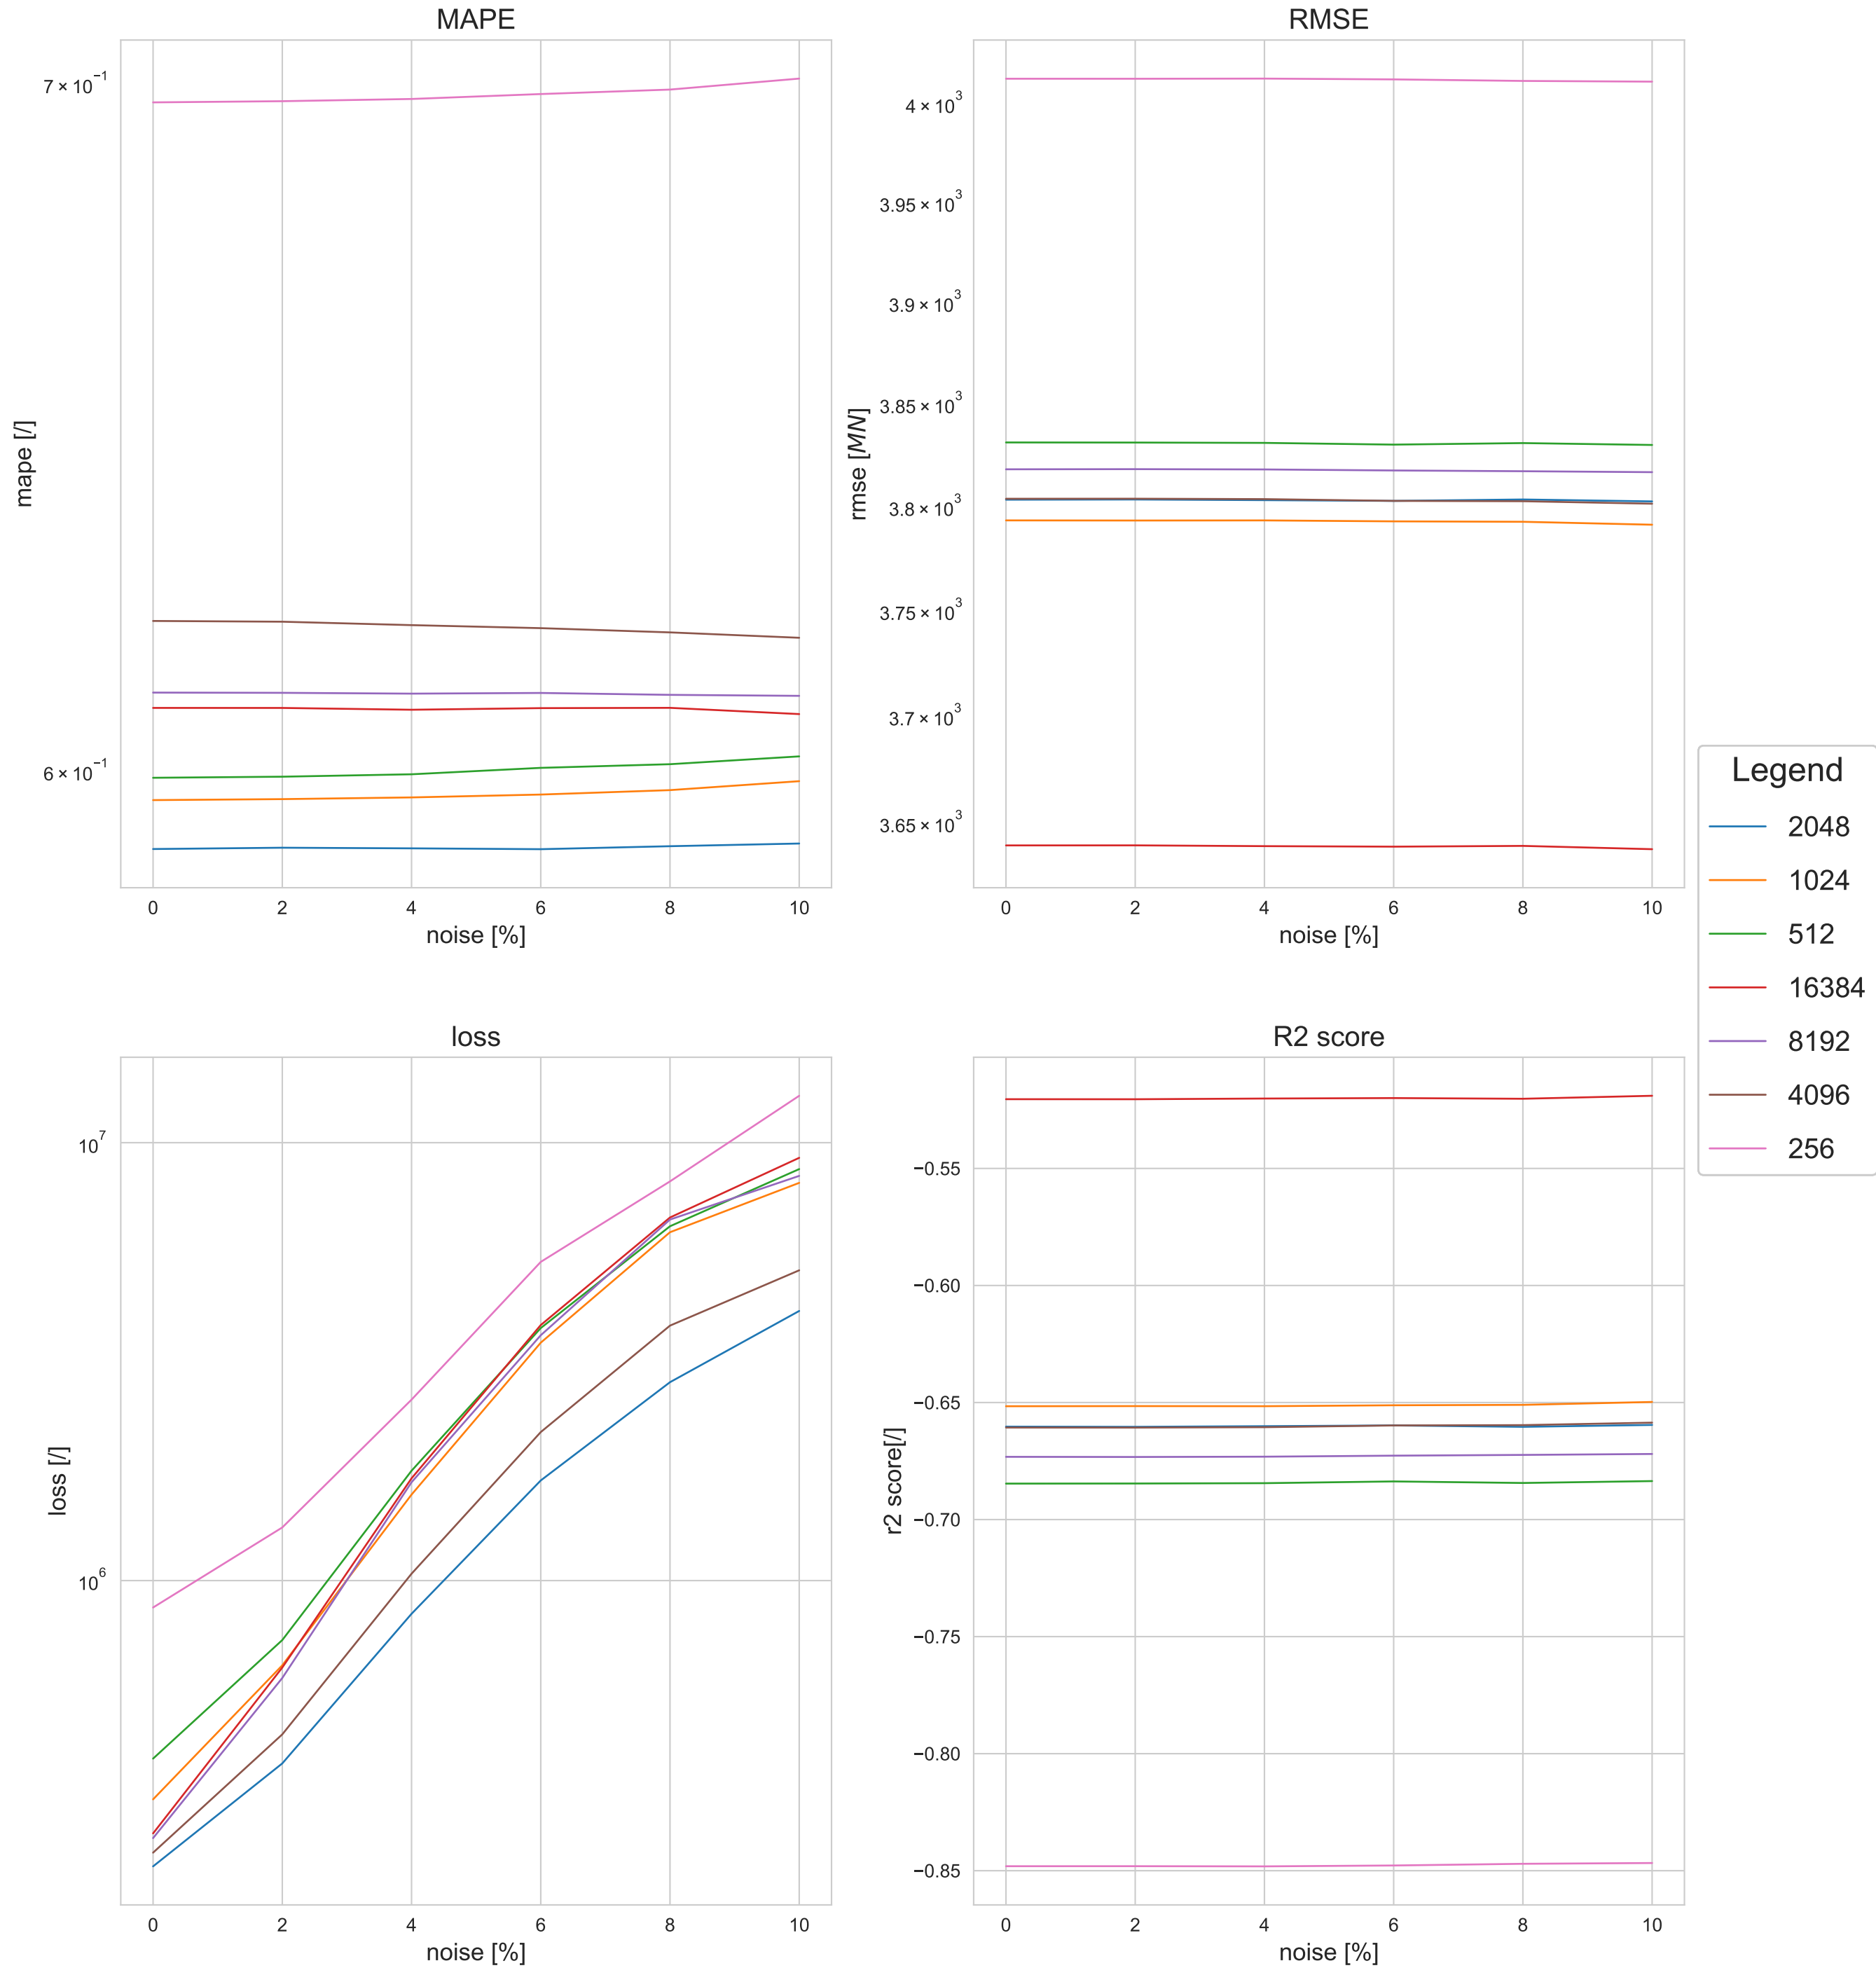 MAPE
7 × 10⁻¹
6 × 10⁻¹
mape [/]
0 2 4 6 8 10
noise [%]
RMSE
4 × 10³
3.95 × 10³
3.9 × 10³
3.85 × 10³
3.8 × 10³
3.75 × 10³
3.7 × 10³
3.65 × 10³
rmse [MN]
0 2 4 6 8 10
noise [%]
loss
10⁷
10⁶
loss [/]
0 2 4 6 8 10
noise [%]
R2 score
−0.55
−0.60
−0.65
−0.70
−0.75
−0.80
−0.85
r2 score[/]
0 2 4 6 8 10
noise [%]
Legend
2048
1024
512
16384
8192
4096
256